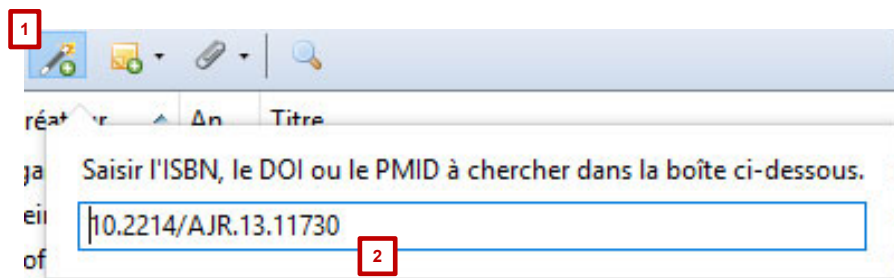 1
An Titre
Saisir l'ISBN, le DOI ou le PMID à chercher dans la boîte ci-dessous.
10.2214/AJR.13.11730
2